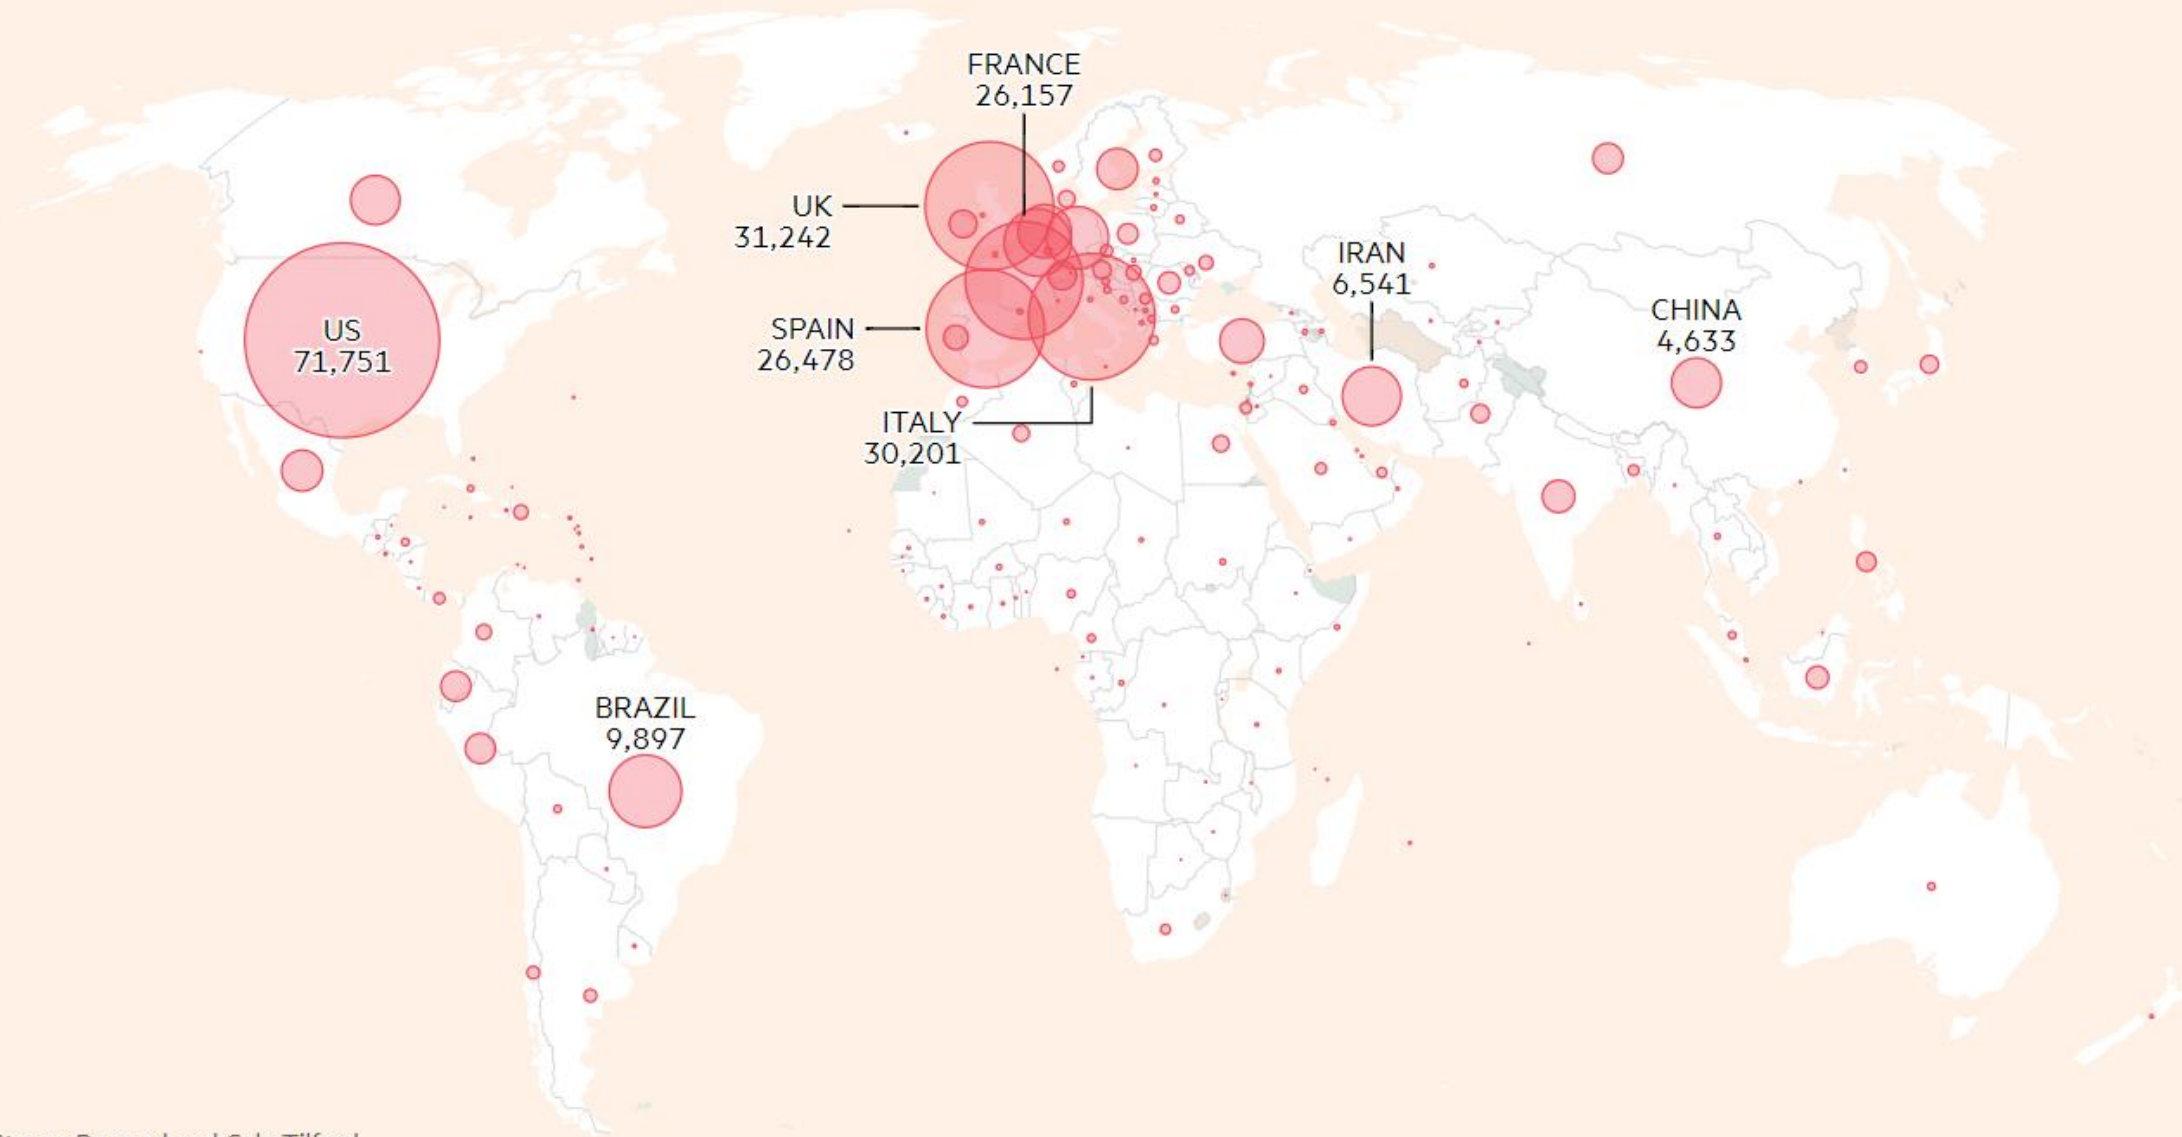 FRANCE
26,157
UK
31,242
IRAN
6,541
CHINA
4,633
US
71,751
SPAIN
26,478
ITALY
30,201
BRAZIL
9,897